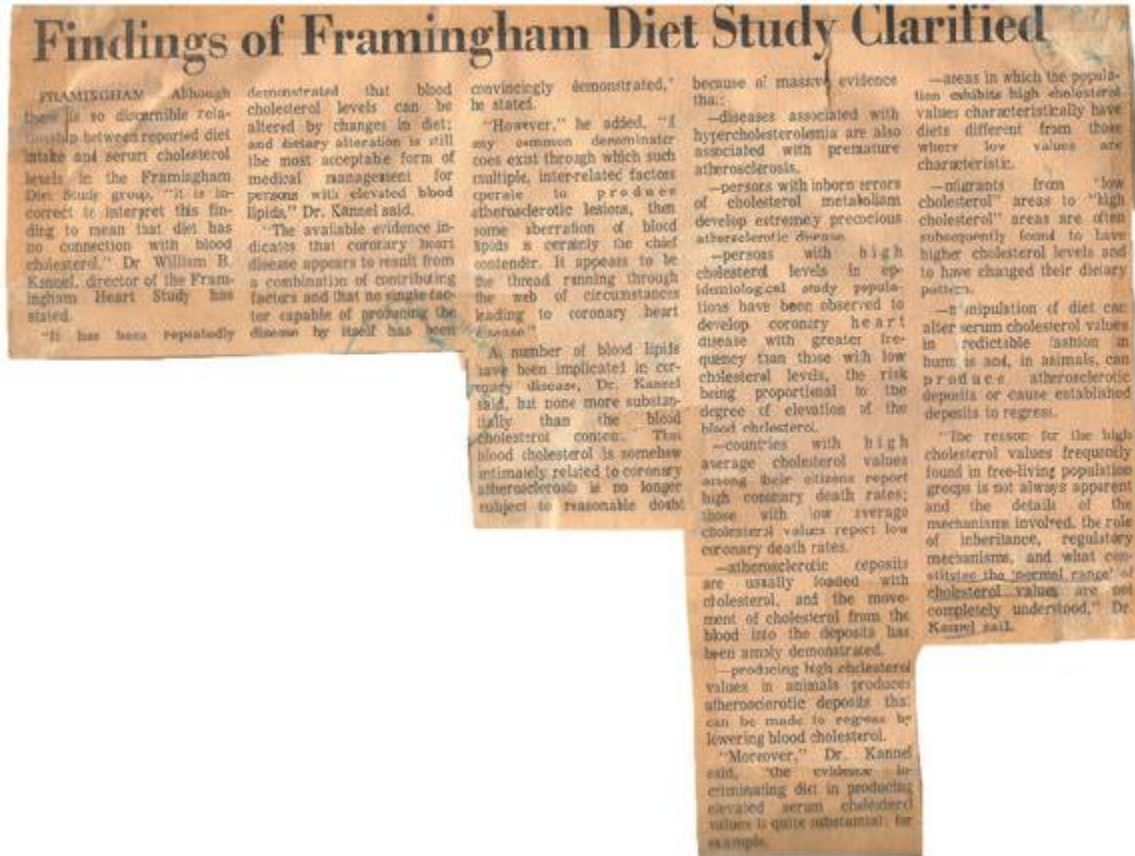 Findings of Framingham Diet Study Clarified
FRAMINGHAM Although
there is no discernible rela-
tionship between reported diet
intake and serum cholesterol
levels in the Framingham
Diet Study group, "it is in-
correct to interpret this fin-
ding to mean that diet has
no connection with blood
cholesterol." Dr William B.
Kannel, director of the Fram-
ingham Heart Study has
stated.
"It has been repeatedly
demonstrated that blood
cholesterol levels can be
altered by changes in diet;
and dietary alteration is still
the most acceptable form of
medical management for
persons with elevated blood
lipids," Dr. Kannel said.
"The available evidence in-
dicates that coronary heart
disease appears to result from
a combination of contributing
factors and that no single fac-
tor capable of producing the
disease by itself has been
convincingly demonstrated,"
he stated.
"However," he added, "if
any common denominator
does exist through which such
multiple, inter-related factors
operate to produce
atherosclerotic lesions, then
some aberration of blood
lipids is certainly the chief
contender. It appears to be
the thread running through
the web of circumstances
leading to coronary heart
disease"
A number of blood lipids
have been implicated in cor-
onary disease, Dr. Kannel
said, but none more substan-
tially than the blood
cholesterol content. That
blood cholesterol is somehow
intimately related to coronary
atherosclerosis is no longer
subject to reasonable doubt
because of massive evidence
that:
—diseases associated with
hypercholesterolemia are also
associated with premature
atherosclerosis.
—persons with inborn errors
of cholesterol metabolism
develop extremely precocious
atherosclerotic disease
—persons with high
cholesterol levels in ep-
idemiological study popula-
tions have been observed to
develop coronary heart
disease with greater fre-
quency than those with low
cholesterol levels, the risk
being proportional to the
degree of elevation of the
blood cholesterol.
—countries with high
average cholesterol values
among their citizens report
high coronary death rates;
those with low average
cholesterol values report low
coronary death rates.
—atherosclerotic deposits
are usually loaded with
cholesterol, and the move-
ment of cholesterol from the
blood into the deposits has
been amply demonstrated.
—producing high cholesterol
values in animals produces
atherosclerotic deposits that
can be made to regress by
lowering blood cholesterol.
"Moreover," Dr. Kannel
said, "the evidence in-
criminating diet in producing
elevated serum cholesterol
values is quite substantial; for
example
—areas in which the popula-
tion exhibits high cholesterol
values characteristically have
diets different from those
where low values are
characteristic.
—migrants from "low
cholesterol" areas to "high
cholesterol" areas are often
subsequently found to have
higher cholesterol levels and
to have changed their dietary
pattern.
—manipulation of diet can
alter serum cholesterol values
in predictable fashion in
humans and, in animals, can
produce atherosclerotic
deposits or cause established
deposits to regress.
"The reason for the high
cholesterol values frequently
found in free-living population
groups is not always apparent
and the details of the
mechanisms involved, the role
of inheritance, regulatory
mechanisms, and what con-
stitutes the 'normal range' of
cholesterol values are not
completely understood," Dr.
Kannel said.